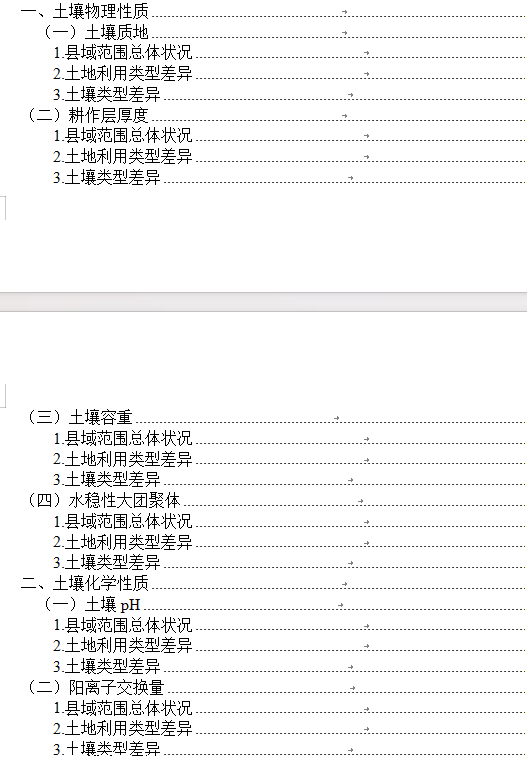 一、土壤物理性质
（一）土壤质地
1.县域范围总体状况
2.土地利用类型差异
3.土壤类型差异
（二）耕作层厚度
1.县域范围总体状况
2.土地利用类型差异
3.土壤类型差异
（三）土壤容重
1.县域范围总体状况
2.土地利用类型差异
3.土壤类型差异
（四）水稳性大团聚体
1.县域范围总体状况
2.土地利用类型差异
3.土壤类型差异
二、土壤化学性质
（一）土壤 pH
1.县域范围总体状况
2.土地利用类型差异
3.土壤类型差异
（二）阳离子交换量
1.县域范围总体状况
2.土地利用类型差异
3.土壤类型差异